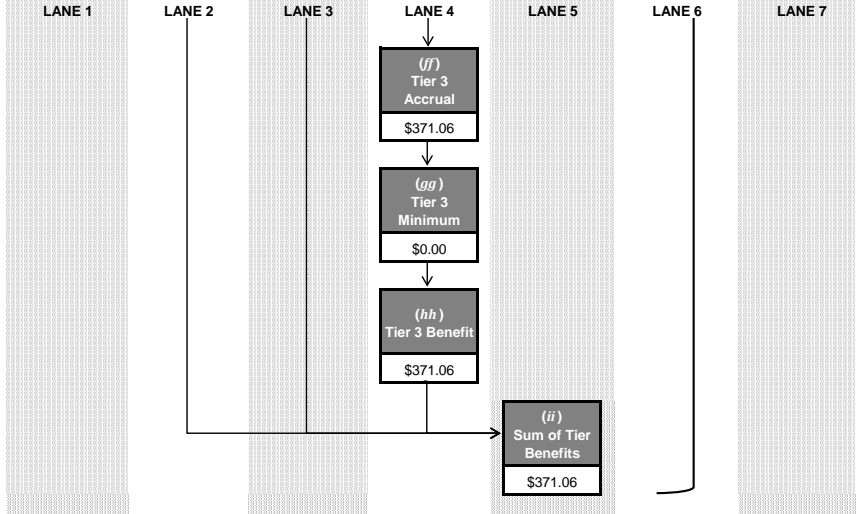 LANE 1 LANE 2 LANE 3 LANE 4 LANE 5 LANE 6 LANE 7
(ff)
Tier 3
Accrual
$371.06
(gg)
Tier 3
Minimum
$0.00
(hh)
Tier 3 Benefit
$371.06
(ii)
Sum of Tier
Benefits
$371.06